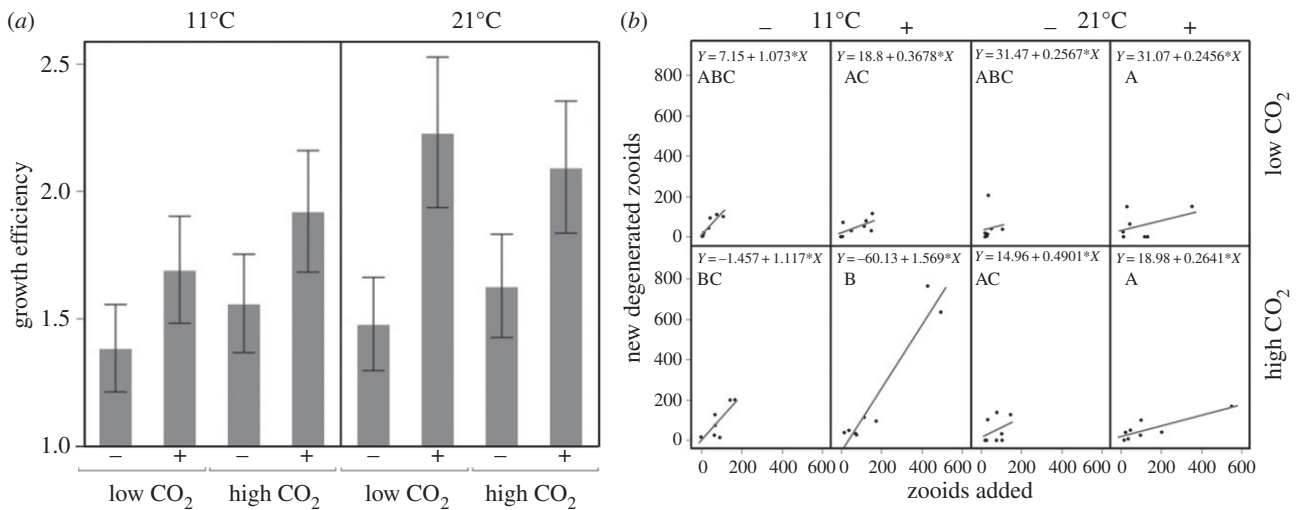 (a)
11°C 21°C
growth efficiency
2.5
2.0
1.5
1.0
− + − + − + − +
low CO2 high CO2 low CO2 high CO2
(b)
11°C 21°C
− + − +
new degenerated zooids
800
600
400
200
0
Y = 7.15 + 1.073*X
ABC
Y = 18.8 + 0.3678*X
AC
Y = 31.47 + 0.2567*X
ABC
Y = 31.07 + 0.2456*X
A
low CO2
800
600
400
200
0
Y = −1.457 + 1.117*X
BC
Y = −60.13 + 1.569*X
B
Y = 14.96 + 0.4901*X
AC
Y = 18.98 + 0.2641*X
A
high CO2
0 200 400 600 0 200 400 600 0 200 400 600 0 200 400 600
zooids added